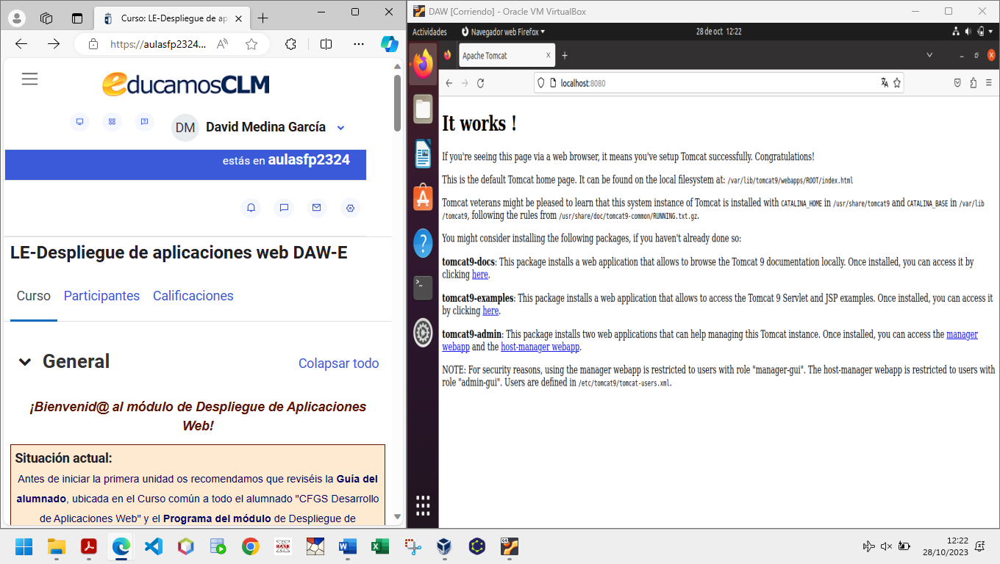 Curso: LE-Despliegue de ap
https://aulasfp2324...
educamosCLM
DM David Medina García
estás en aulasfp2324
LE-Despliegue de aplicaciones web DAW-E
Curso Participantes Calificaciones
General Colapsar todo
¡Bienvenid@ al módulo de Despliegue de Aplicaciones
Web!
Situación actual:
Antes de iniciar la primera unidad os recomendamos que reviséis la Guía del
alumnado, ubicada en el Curso común a todo el alumnado "CFGS Desarrollo
de Aplicaciones Web" y el Programa del módulo de Despliegue de
DAW [Corriendo] - Oracle VM VirtualBox
Actividades Navegador web Firefox 28 de oct 12:22
Apache Tomcat
localhost:8080
It works !
If you're seeing this page via a web browser, it means you've setup Tomcat successfully. Congratulations!
This is the default Tomcat home page. It can be found on the local filesystem at: /var/lib/tomcat9/webapps/ROOT/index.html
Tomcat veterans might be pleased to learn that this system instance of Tomcat is installed with CATALINA_HOME in /usr/share/tomcat9 and CATALINA_BASE in /var/lib
/tomcat9, following the rules from /usr/share/doc/tomcat9-common/RUNNING.txt.gz.
You might consider installing the following packages, if you haven't already done so:
tomcat9-docs: This package installs a web application that allows to browse the Tomcat 9 documentation locally. Once installed, you can access it by
clicking here.
tomcat9-examples: This package installs a web application that allows to access the Tomcat 9 Servlet and JSP examples. Once installed, you can access it
by clicking here.
tomcat9-admin: This package installs two web applications that can help managing this Tomcat instance. Once installed, you can access the manager
webapp and the host-manager webapp.
NOTE: For security reasons, using the manager webapp is restricted to users with role "manager-gui". The host-manager webapp is restricted to users with
role "admin-gui". Users are defined in /etc/tomcat9/tomcat-users.xml.
BASE
12:22
28/10/2023